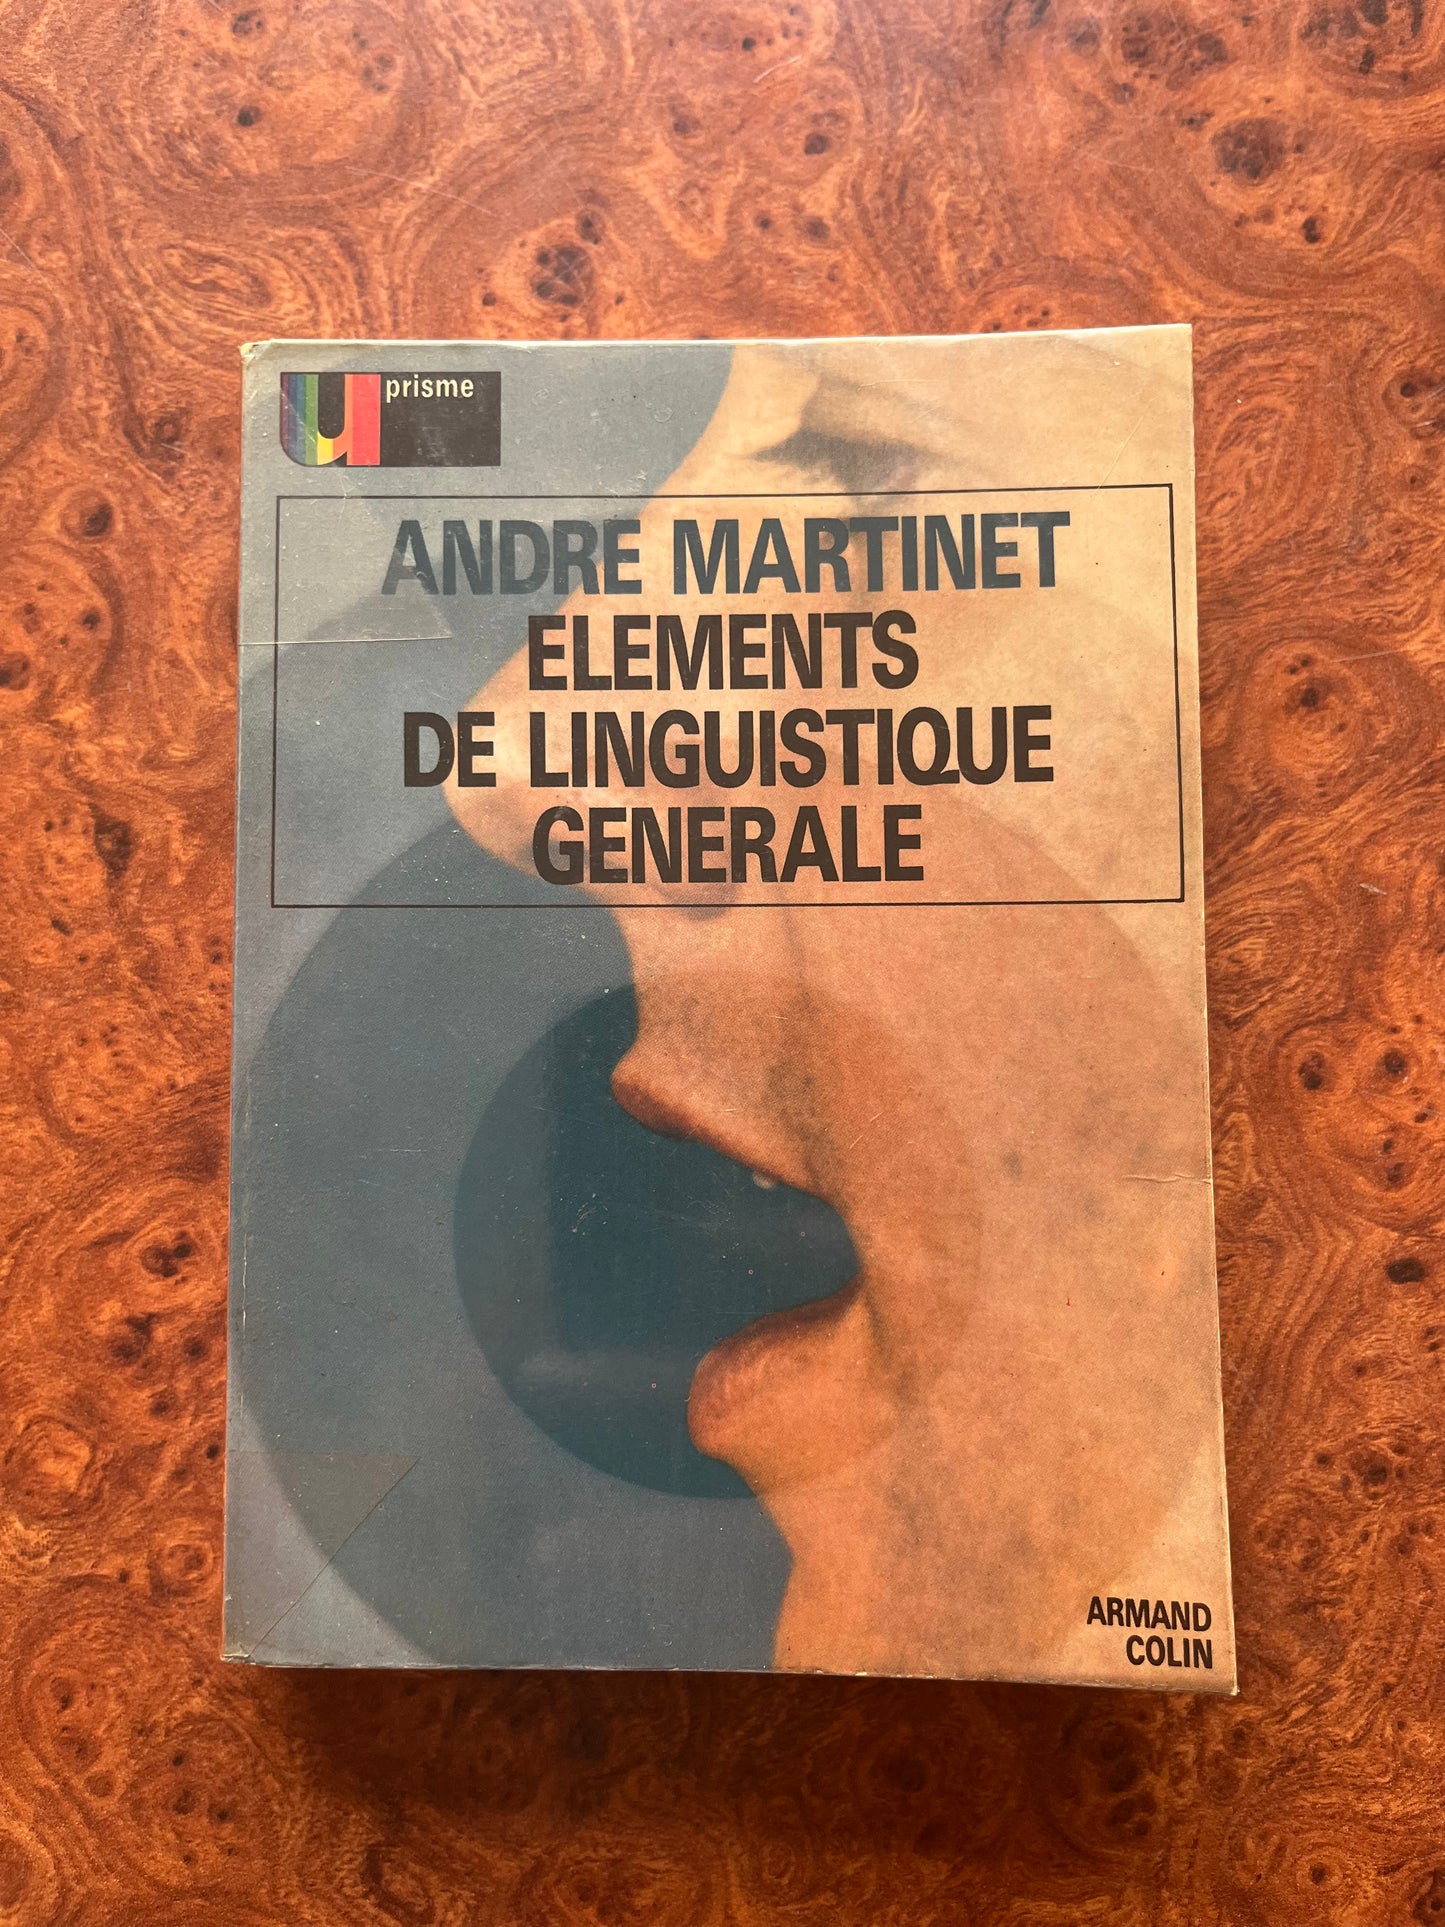 u prisme
ANDRE MARTINET
ELEMENTS
DE LINGUISTIQUE
GENERALE
ARMAND
COLIN